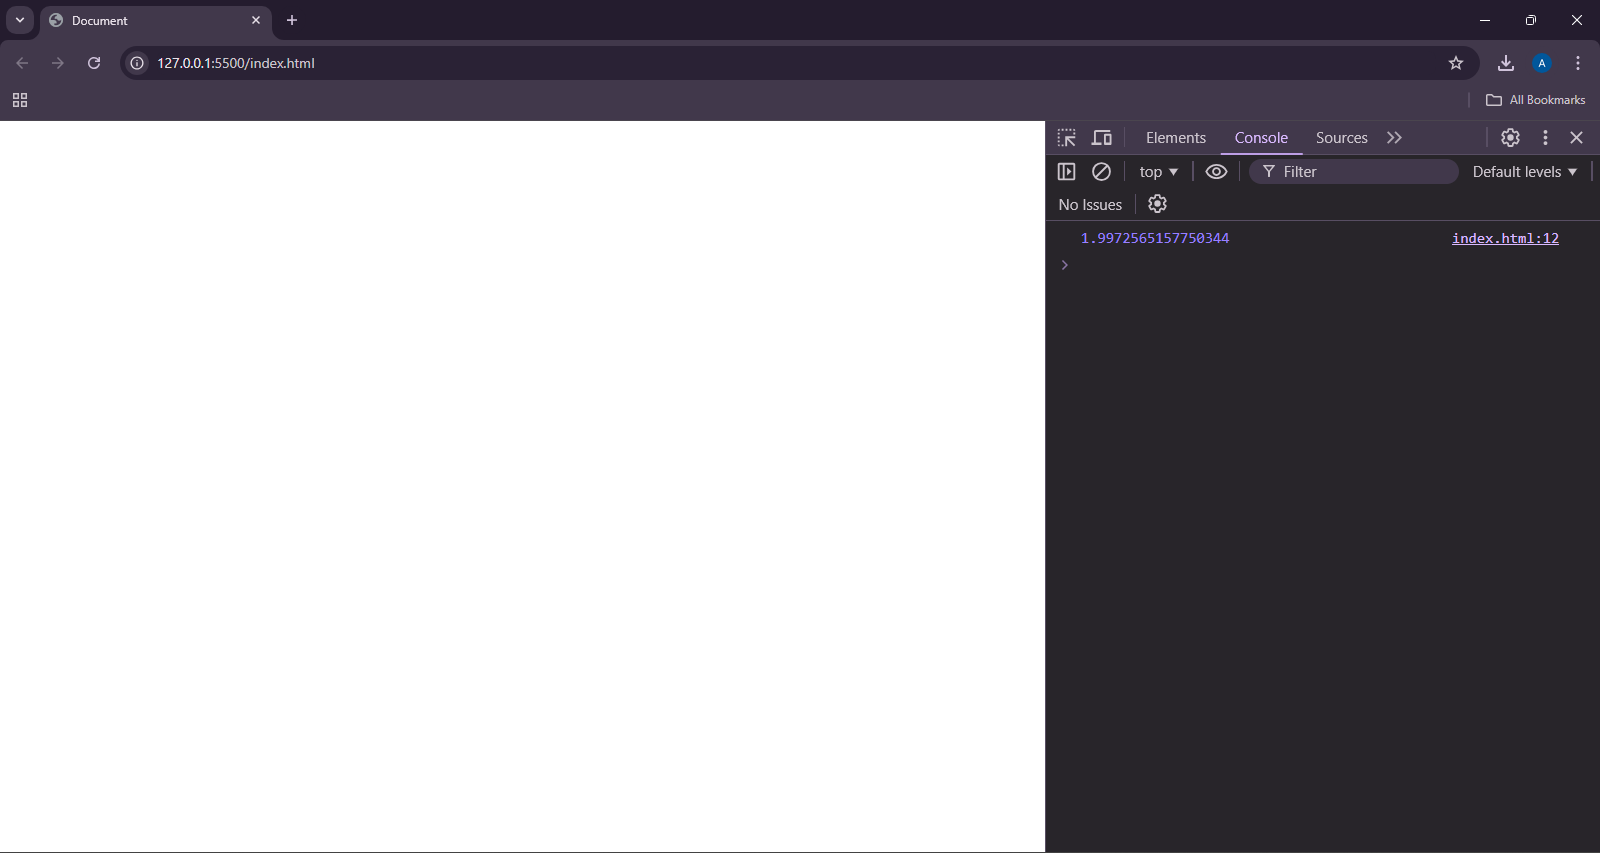 Document
127.0.0.1:5500/index.html
A
All Bookmarks
Elements Console Sources
top Filter Default levels
No Issues
1.9972565157750344 index.html:12